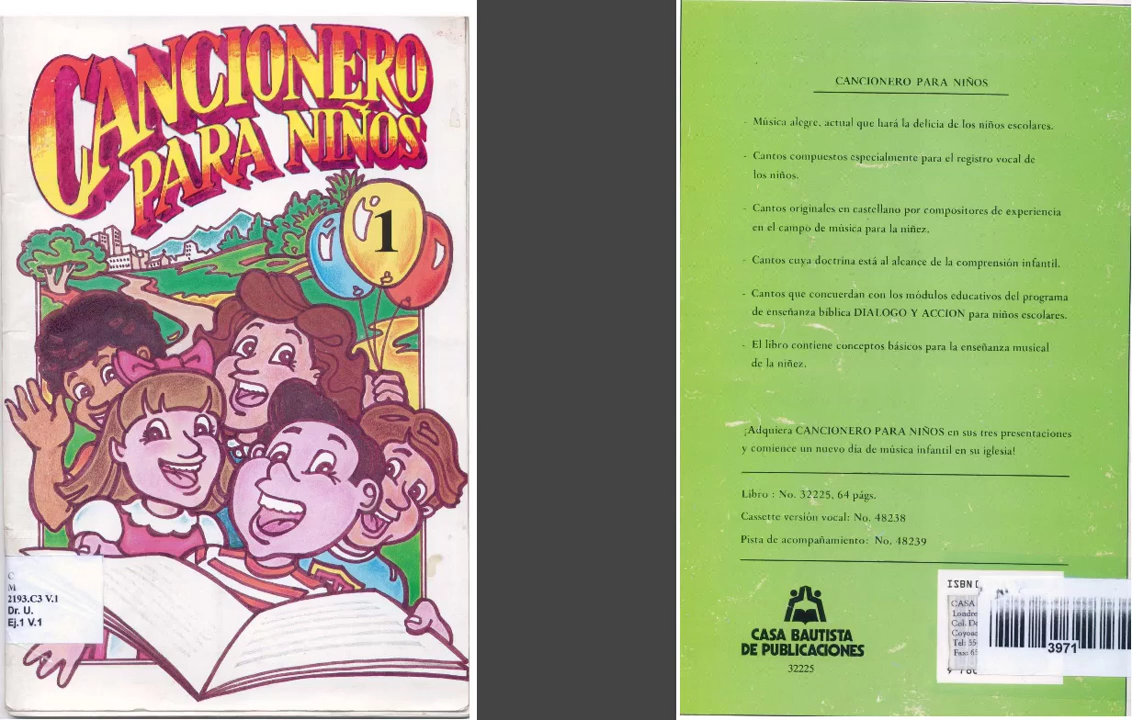 CANCIONERO
PARA NIÑOS
1
C
M
2193.C3 V.1
Dr. U.
Ej.1 V.1
CANCIONERO PARA NIÑOS
- Música alegre, actual que hará la delicia de los niños escolares.
- Cantos compuestos especialmente para el registro vocal de
los niños.
- Cantos originales en castellano por compositores de experiencia
en el campo de música para la niñez.
- Cantos cuya doctrina está al alcance de la comprensión infantil.
- Cantos que concuerdan con los módulos educativos del programa
de enseñanza bíblica DIALOGO Y ACCION para niños escolares.
- El libro contiene conceptos básicos para la enseñanza musical
de la niñez.
¡Adquiera CANCIONERO PARA NIÑOS en sus tres presentaciones
y comience un nuevo día de música infantil en su iglesia!
Libro : No. 32225, 64 págs.
Cassette versión vocal: No. 48238
Pista de acompañamiento: No. 48239
CASA BAUTISTA
DE PUBLICACIONES
32225
ISBN
CASA
Col.
Tel: 55
Fax: 65
3971